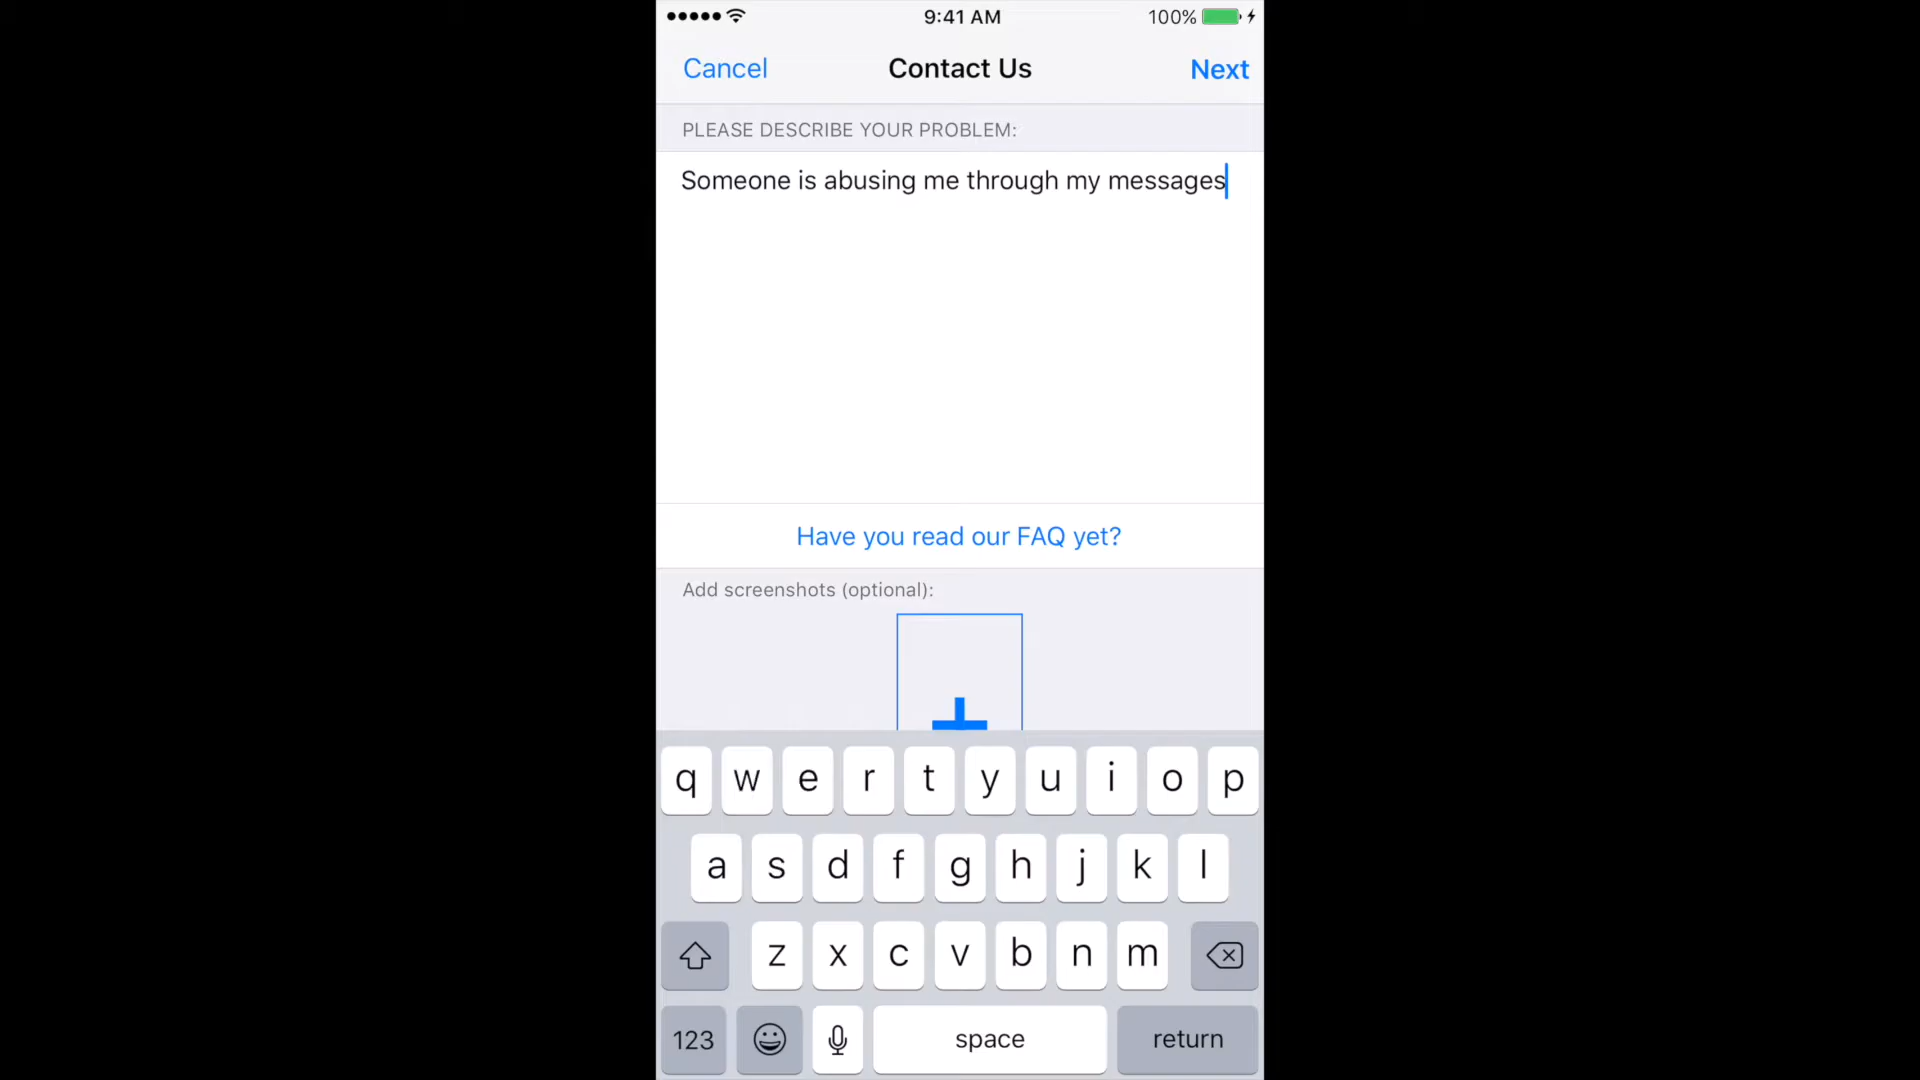 9:41 AM
100%
Cancel
Contact Us
Next
PLEASE DESCRIBE YOUR PROBLEM:
Someone is abusing me through my messages
Have you read our FAQ yet?
Add screenshots (optional):
q w e r t y u i o p
a s d f g h j k l
z x c v b n m
123
space
return